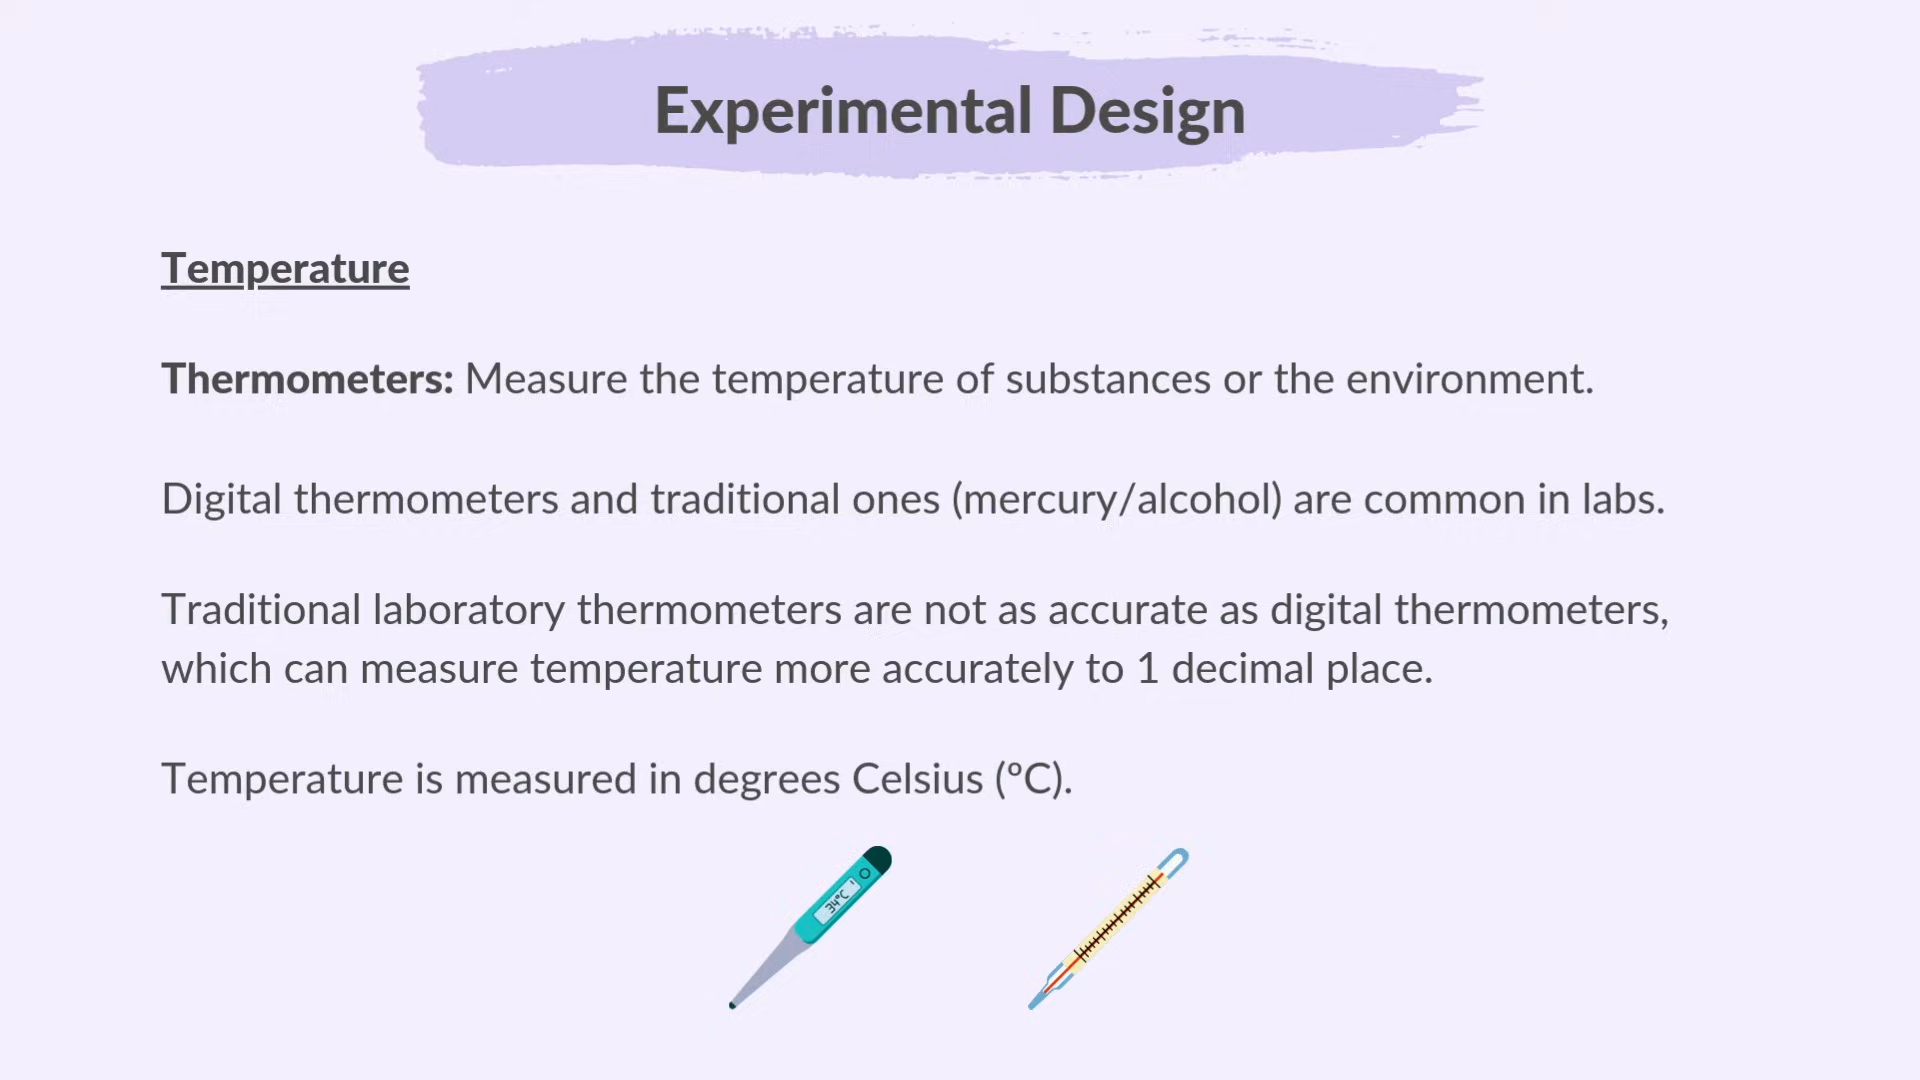 Experimental Design
Temperature
Thermometers: Measure the temperature of substances or the environment.
Digital thermometers and traditional ones (mercury/alcohol) are common in labs.
Traditional laboratory thermometers are not as accurate as digital thermometers,
which can measure temperature more accurately to 1 decimal place.
Temperature is measured in degrees Celsius (°C).
34°C